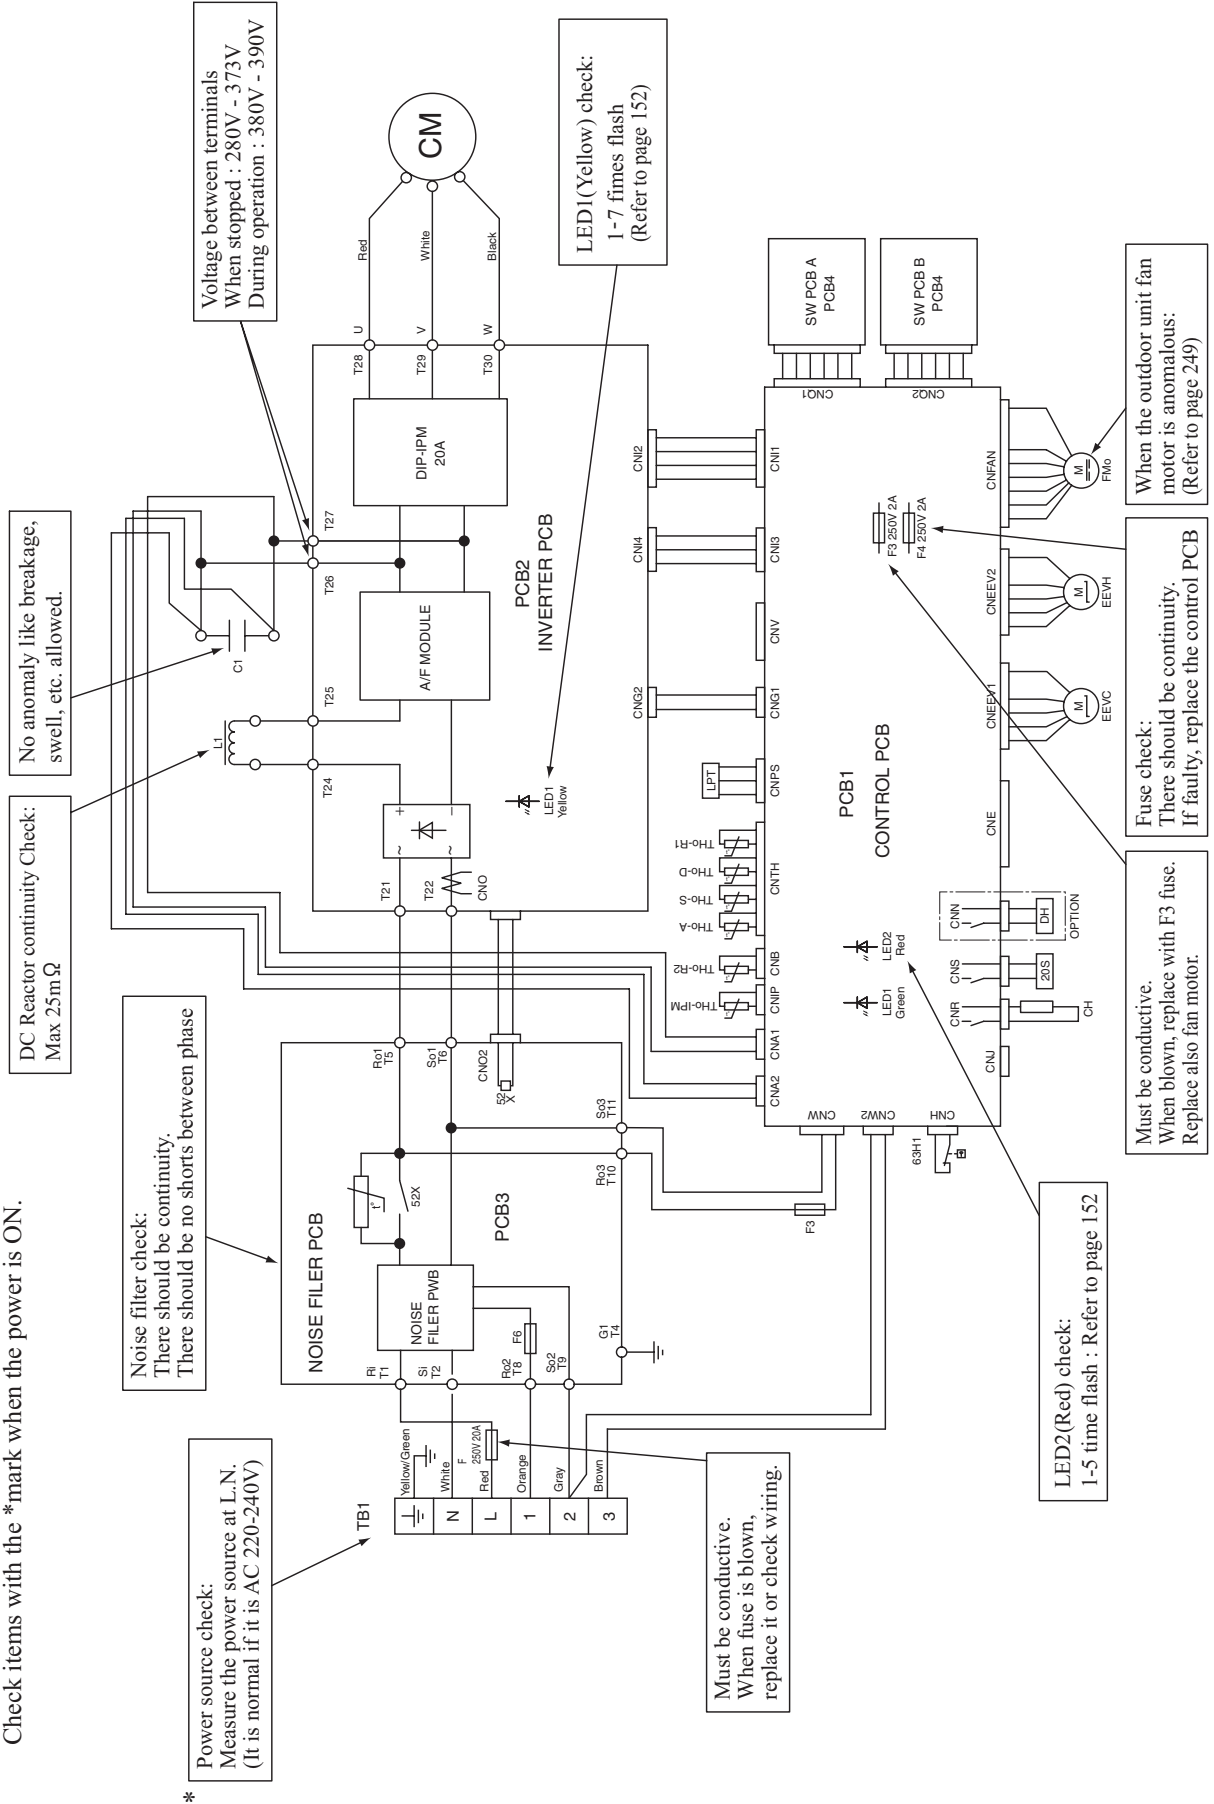 Check items with the *mark when the power is ON.
*
Power source check:
Measure the power source at L.N.
(It is normal if it is AC 220-240V)
Noise filter check:
There should be continuity.
There should be no shorts between phase
DC Reactor continuity Check:
Max 25mΩ
No anomaly like breakage,
swell, etc. allowed.
Voltage between terminals
When stopped : 280V - 373V
During operation : 380V - 390V
TB1
N
L
1
2
3
Yellow/Green
White
F
250V 20A
Red
Orange
Gray
Brown
NOISE FILER PCB
PCB3
NOISE
FILER PWB
Ri
T1
Si
T2
Ro2
T8
So2
T9
F6
G1
T4
t°
52X
Ro1
T5
So1
T6
CNO2
52
X
So3
T11
Ro3
T10
F3
L1
C1
T24
T25
T26
T27
T21
T22
CNO
~
~
+
−
A/F MODULE
DIP-IPM
20A
PCB2
INVERTER PCB
LED1
Yellow
T28
U
T29
V
T30
W
Red
White
Black
CM
CNG2
CNI4
CNI2
LED1(Yellow) check:
1-7 fimes flash
(Refer to page 152)
CNA2
CNA1
CNIP
CNB
CNTH
CNPS
CNG1
CNV
CNI3
CNI1
THo-IPM
THo-R2
THo-A
THo-S
THo-D
THo-R1
LPT
PCB1
CONTROL PCB
CNW
CNW2
CNH
63H1
LED1
Green
LED2
Red
F3 250V 2A
F4 250V 2A
CNQ1
CNQ2
SW PCB A
PCB4
SW PCB B
PCB4
CNJ
CNR
CH
CNS
20S
CNN
DH
OPTION
CNE
CNEEV1
M
EEVC
CNEEV2
M
EEVH
CNFAN
M
FMo
Must be conductive.
When fuse is blown,
replace it or check wiring.
LED2(Red) check:
1-5 time flash : Refer to page 152
Must be conductive.
When blown, replace with F3 fuse.
Replace also fan motor.
Fuse check:
There should be continuity.
If faulty, replace the control PCB
When the outdoor unit fan
motor is anomalous:
(Refer to page 249)